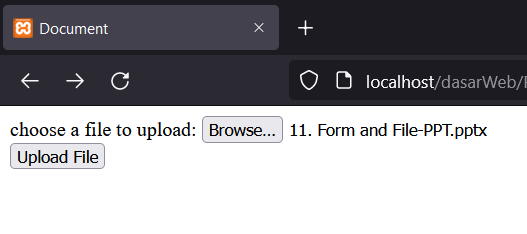 Document
localhost/dasarWeb/
choose a file to upload: Browse... 11. Form and File-PPT.pptx
Upload File